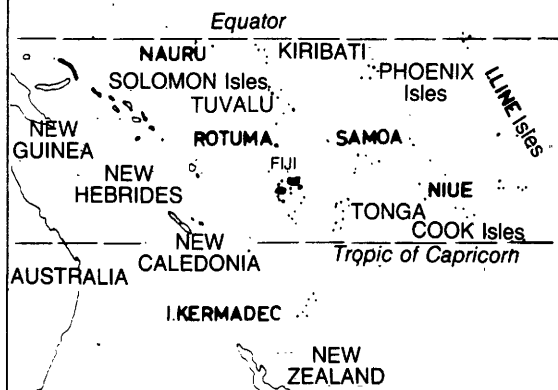 Equator
NAURU
KIRIBATI
SOLOMON Isles
PHOENIX
Isles
I.LINE Isles
TUVALU
NEW
GUINEA
ROTUMA
SAMOA
FIJI
NEW
HEBRIDES
NIUE
TONGA
COOK Isles
NEW
CALEDONIA
Tropic of Capricorn
AUSTRALIA
I.KERMADEC
NEW
ZEALAND